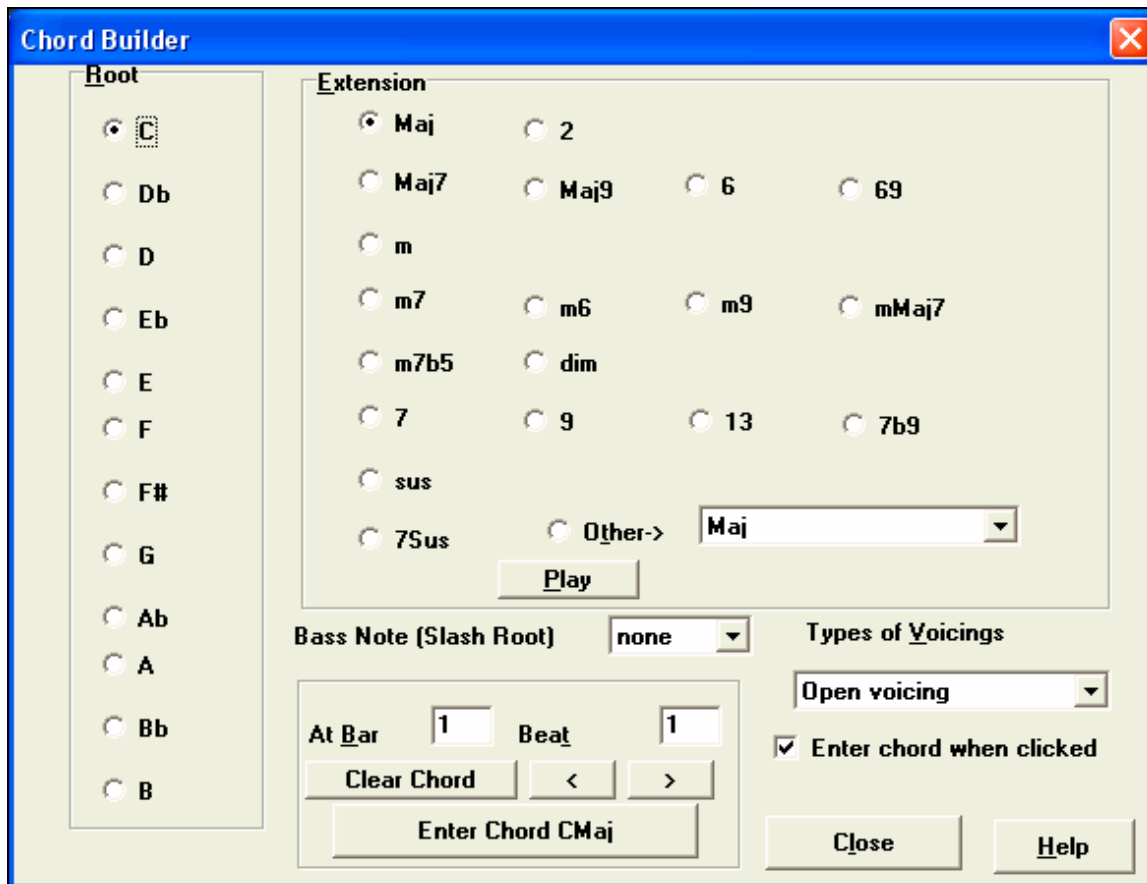 Chord Builder
Root
C
Db
D
Eb
E
F
F#
G
Ab
A
Bb
B
Extension
Maj 2
Maj7 Maj9 6 69
m
m7 m6 m9 mMaj7
m7b5 dim
7 9 13 7b9
sus
7Sus Other-> Maj
Play
Bass Note (Slash Root) none
At Bar 1 Beat 1
Clear Chord < >
Enter Chord CMaj
Types of Voicings
Open voicing
Enter chord when clicked
Close Help